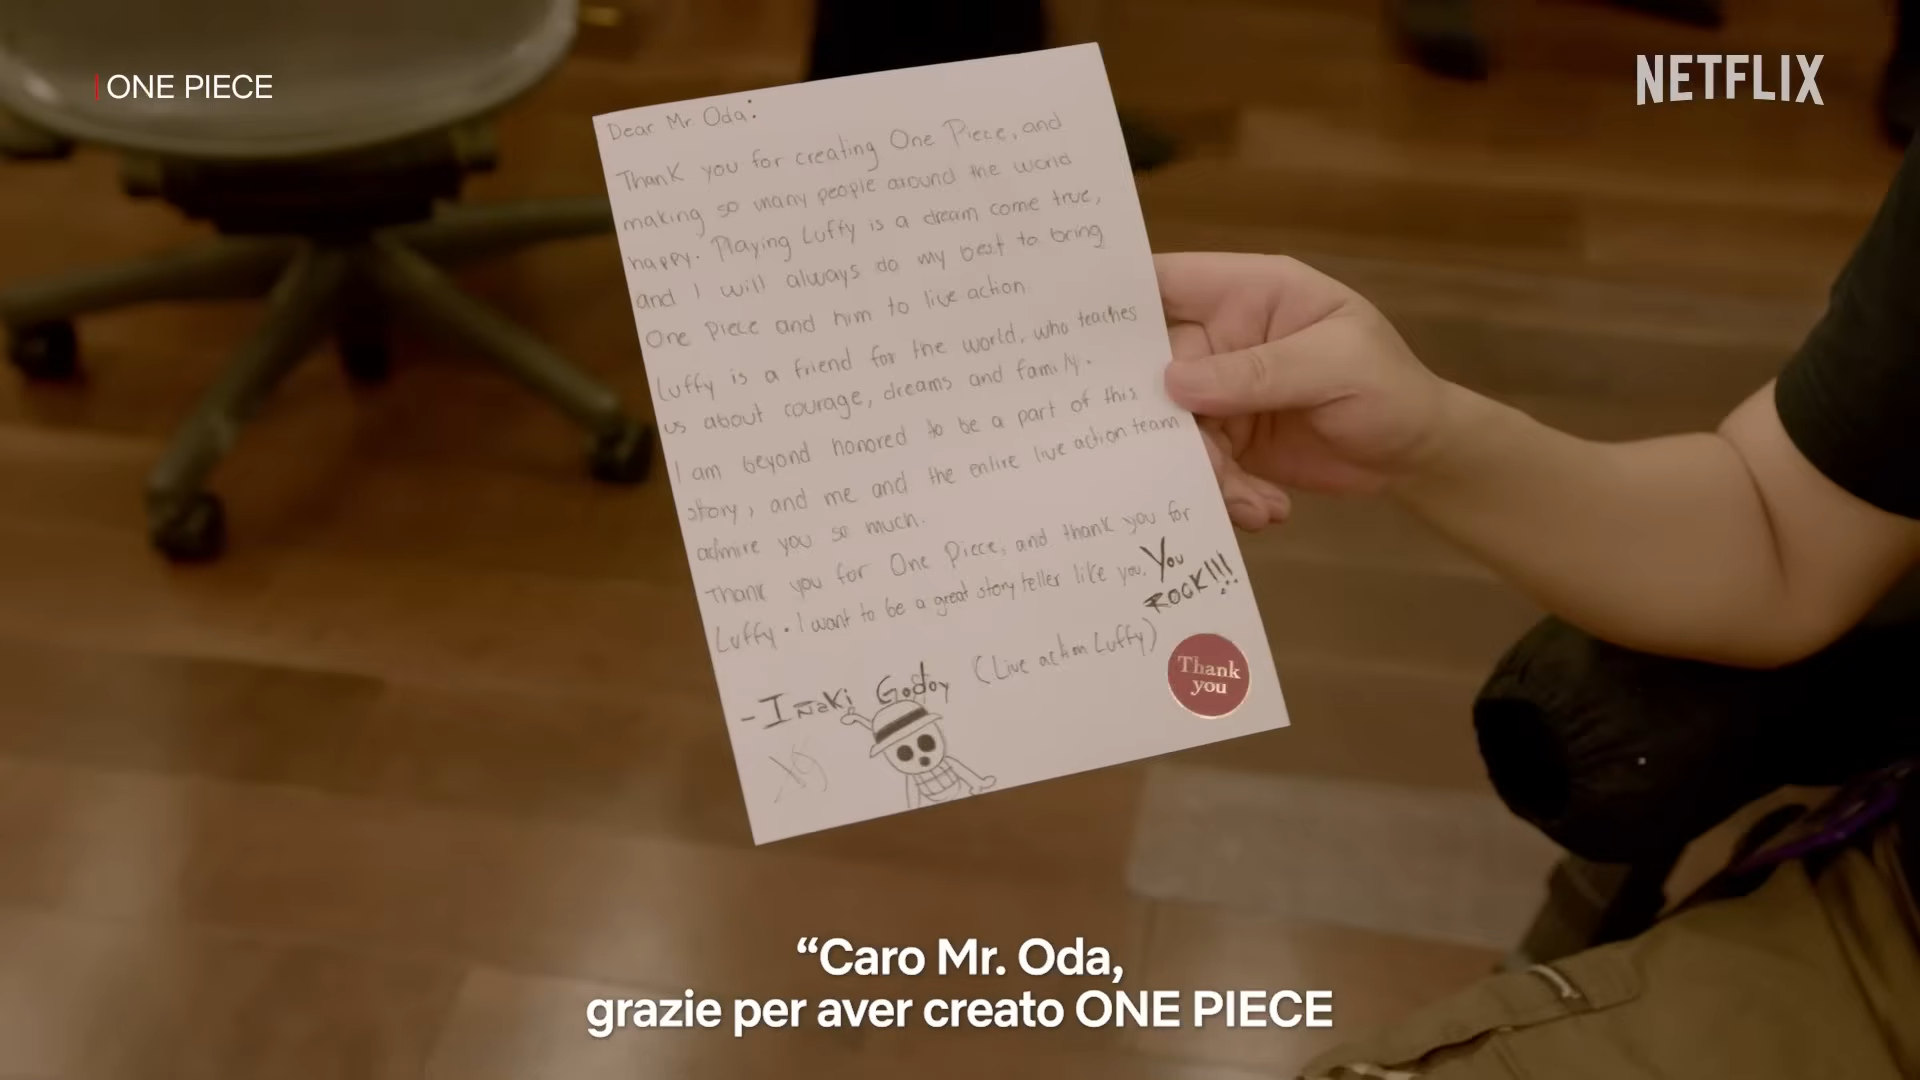 ONE PIECE
NETFLIX
Dear Mr Oda:
Thank you for creating One Piece, and
making so many people around the world
happy. Playing Luffy is a dream come true,
and I will always do my best to bring
One Piece and him to live action.
Luffy is a friend for the world, who teaches
us about courage, dreams and family.
I am beyond honored to be a part of this
story, and me and the entire live action team
admire you so much.
Thank you for One Piece, and thank you for
Luffy. I want to be a great story teller like you. You
ROCK!!!
-Iñaki Godoy (Live action Luffy)
Thank
you
“Caro Mr. Oda,
grazie per aver creato ONE PIECE